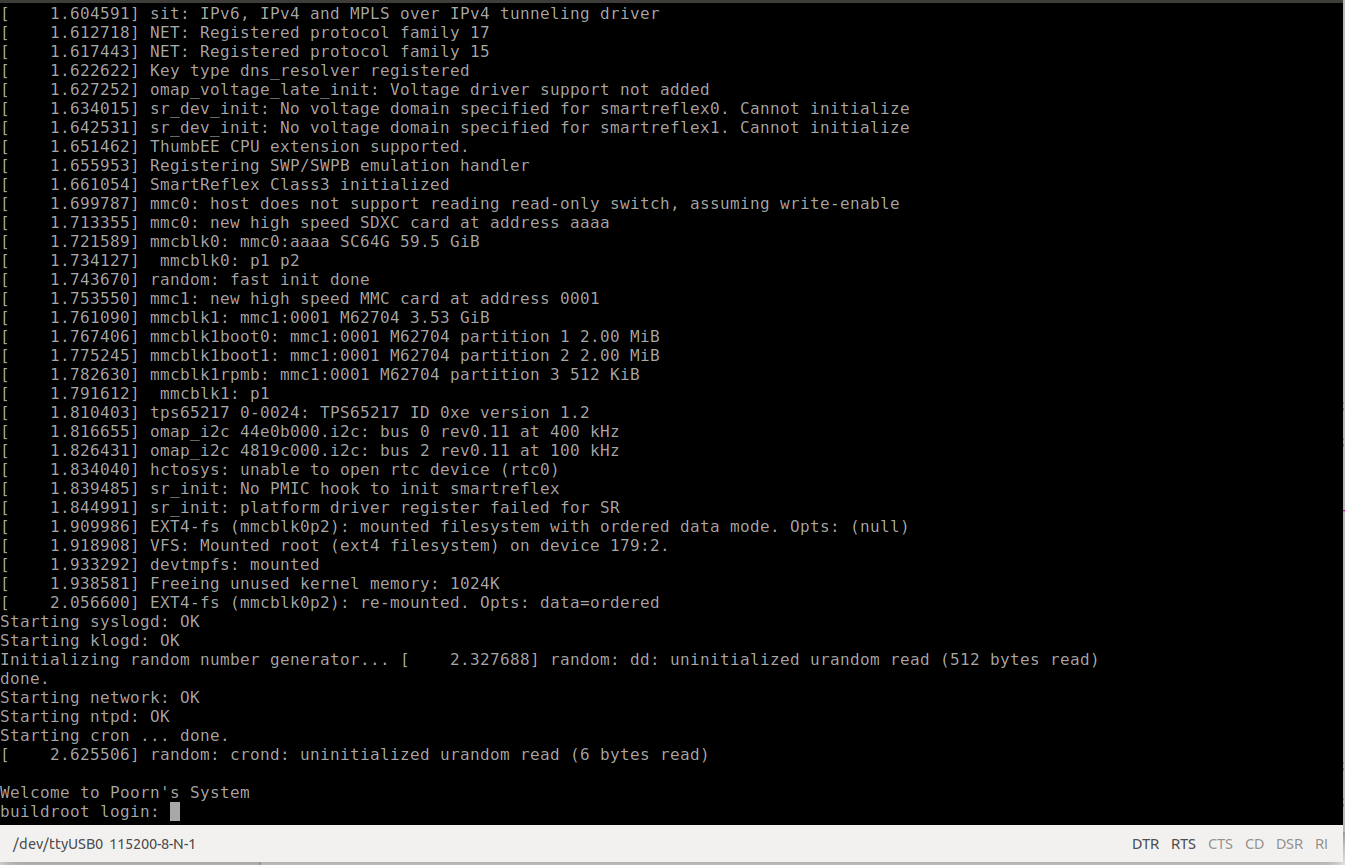 [    1.604591] sit: IPv6, IPv4 and MPLS over IPv4 tunneling driver
[    1.612718] NET: Registered protocol family 17
[    1.617443] NET: Registered protocol family 15
[    1.622622] Key type dns_resolver registered
[    1.627252] omap_voltage_late_init: Voltage driver support not added
[    1.634015] sr_dev_init: No voltage domain specified for smartreflex0. Cannot initialize
[    1.642531] sr_dev_init: No voltage domain specified for smartreflex1. Cannot initialize
[    1.651462] ThumbEE CPU extension supported.
[    1.655953] Registering SWP/SWPB emulation handler
[    1.661054] SmartReflex Class3 initialized
[    1.699787] mmc0: host does not support reading read-only switch, assuming write-enable
[    1.713355] mmc0: new high speed SDXC card at address aaaa
[    1.721589] mmcblk0: mmc0:aaaa SC64G 59.5 GiB
[    1.734127]  mmcblk0: p1 p2
[    1.743670] random: fast init done
[    1.753550] mmc1: new high speed MMC card at address 0001
[    1.761090] mmcblk1: mmc1:0001 M62704 3.53 GiB
[    1.767406] mmcblk1boot0: mmc1:0001 M62704 partition 1 2.00 MiB
[    1.775245] mmcblk1boot1: mmc1:0001 M62704 partition 2 2.00 MiB
[    1.782630] mmcblk1rpmb: mmc1:0001 M62704 partition 3 512 KiB
[    1.791612]  mmcblk1: p1
[    1.810403] tps65217 0-0024: TPS65217 ID 0xe version 1.2
[    1.816655] omap_i2c 44e0b000.i2c: bus 0 rev0.11 at 400 kHz
[    1.826431] omap_i2c 4819c000.i2c: bus 2 rev0.11 at 100 kHz
[    1.834040] hctosys: unable to open rtc device (rtc0)
[    1.839485] sr_init: No PMIC hook to init smartreflex
[    1.844991] sr_init: platform driver register failed for SR
[    1.909986] EXT4-fs (mmcblk0p2): mounted filesystem with ordered data mode. Opts: (null)
[    1.918908] VFS: Mounted root (ext4 filesystem) on device 179:2.
[    1.933292] devtmpfs: mounted
[    1.938581] Freeing unused kernel memory: 1024K
[    2.056600] EXT4-fs (mmcblk0p2): re-mounted. Opts: data=ordered
Starting syslogd: OK
Starting klogd: OK
Initializing random number generator... [    2.327688] random: dd: uninitialized urandom read (512 bytes read)
done.
Starting network: OK
Starting ntpd: OK
Starting cron ... done.
[    2.625506] random: crond: uninitialized urandom read (6 bytes read)
Welcome to Poorn's System
buildroot login:
/dev/ttyUSB0 115200-8-N-1 DTR RTS CTS CD DSR RI